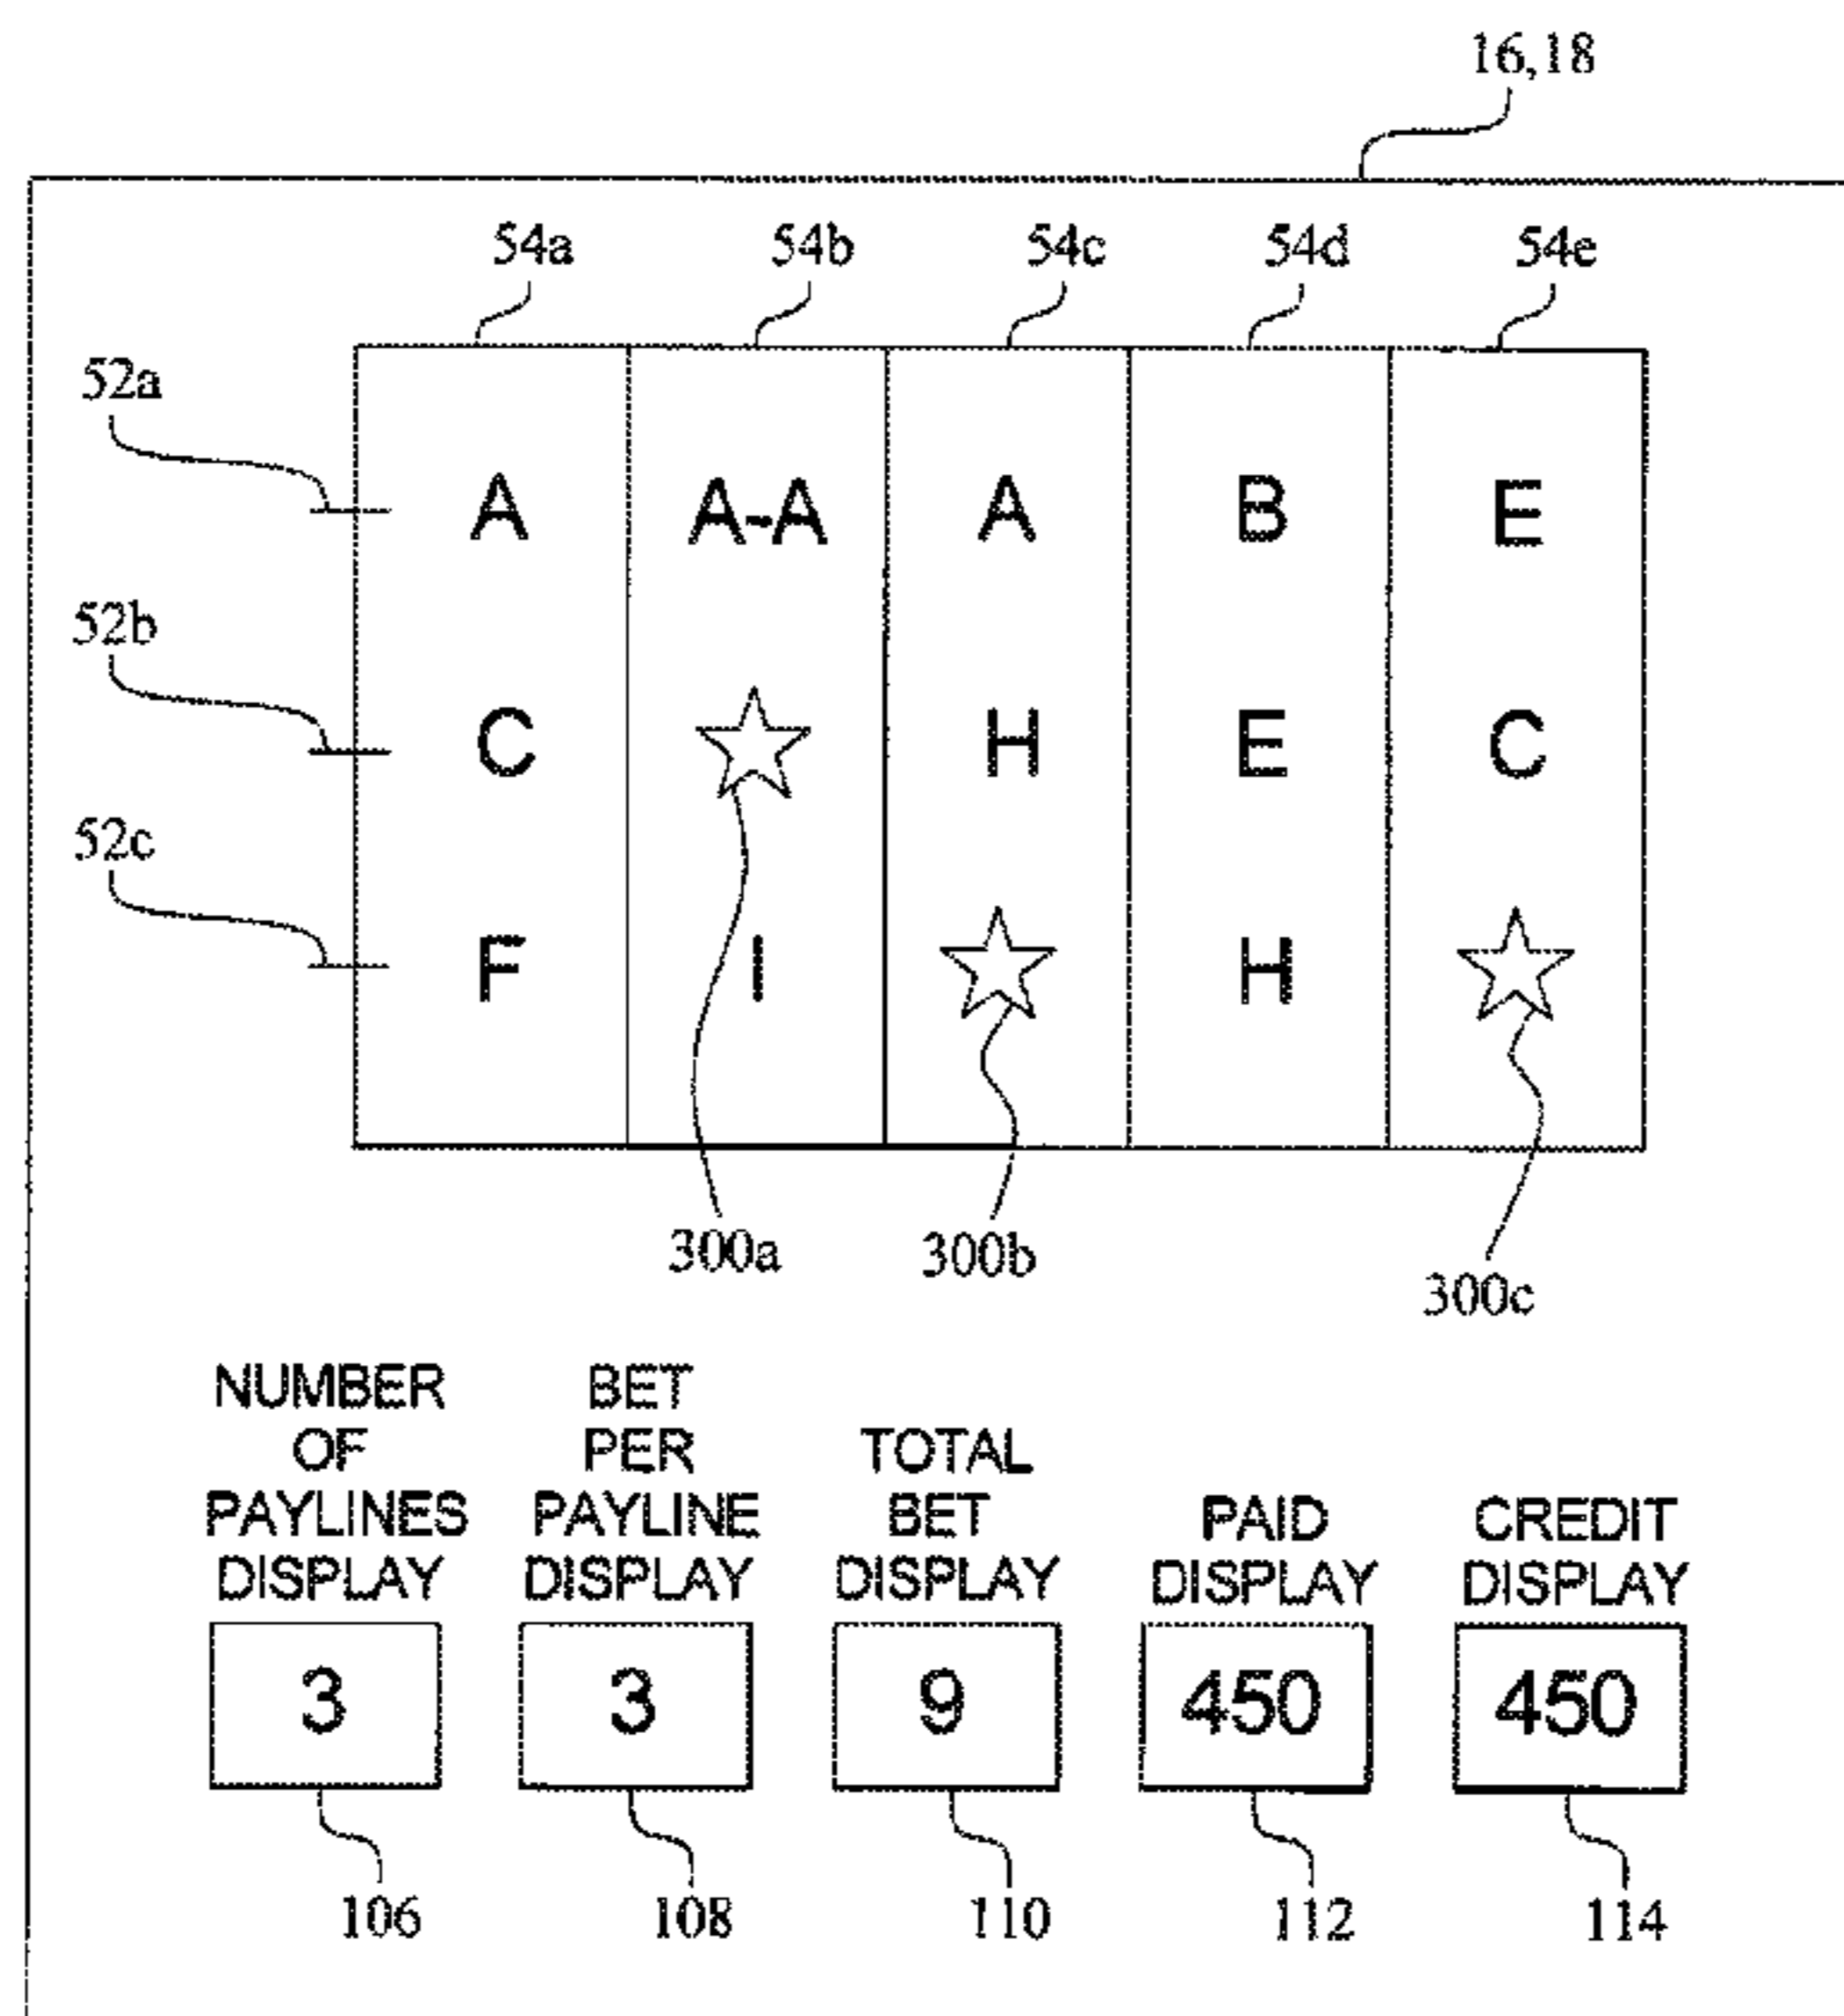 16,18
54a 54b 54c 54d 54e
52a
A A-A A B E
52b
C H E C
52c
F I H
300a 300b
300c
NUMBER OF PAYLINES DISPLAY
BET PER PAYLINE DISPLAY
TOTAL BET DISPLAY
PAID DISPLAY
CREDIT DISPLAY
3 3 9 450 450
106 108 110 112 114